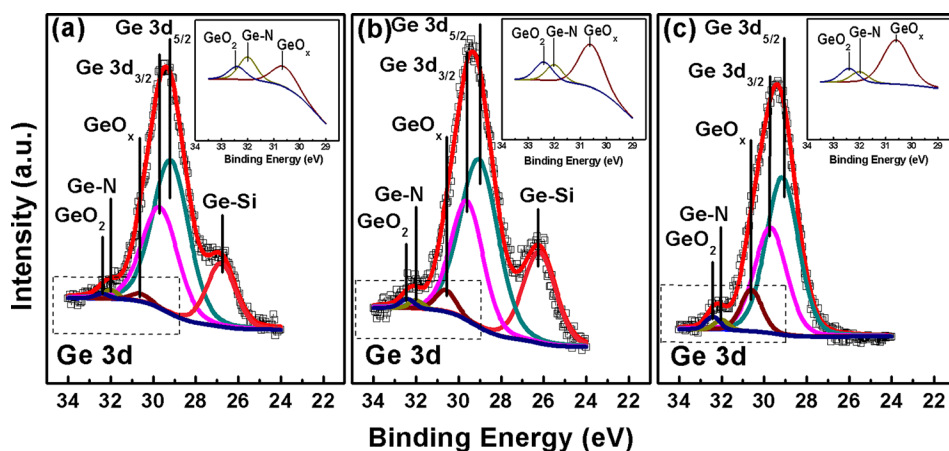 Intensity (a.u.)
(a)
Ge 3d5/2
Ge 3d3/2
GeOx
Ge-N
GeO2
Ge-Si
Ge 3d
GeO2
Ge-N
GeOx
34 33 32 31 30 29
Binding Energy (eV)
34 32 30 28 26 24 22
(b)
Ge 3d5/2
Ge 3d3/2
GeOx
Ge-N
GeO2
Ge-Si
Ge 3d
GeO2
Ge-N
GeOx
34 33 32 31 30 29
Binding Energy (eV)
34 32 30 28 26 24 22
(c)
Ge 3d5/2
Ge 3d3/2
GeOx
Ge-N
GeO2
Ge 3d
GeO2
Ge-N
GeOx
34 33 32 31 30 29
Binding Energy (eV)
34 32 30 28 26 24 22
Binding Energy (eV)